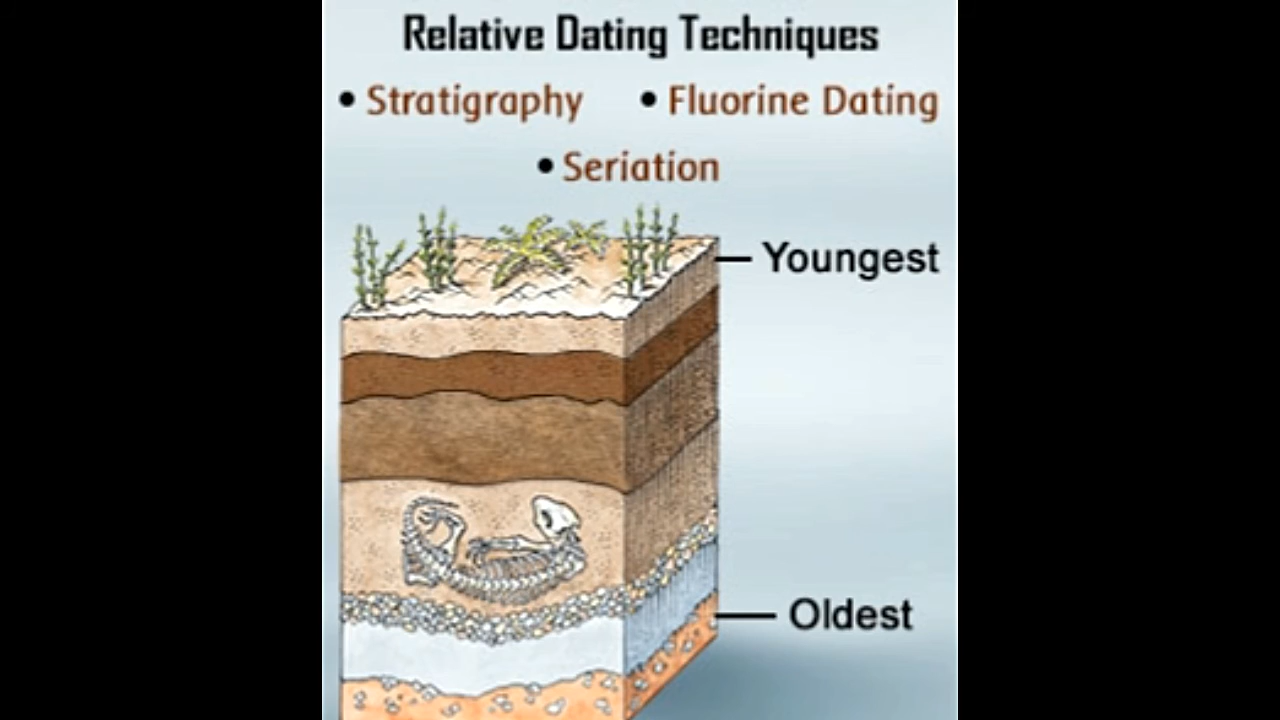 Relative Dating Techniques
• Stratigraphy • Fluorine Dating
• Seriation
Youngest
Oldest